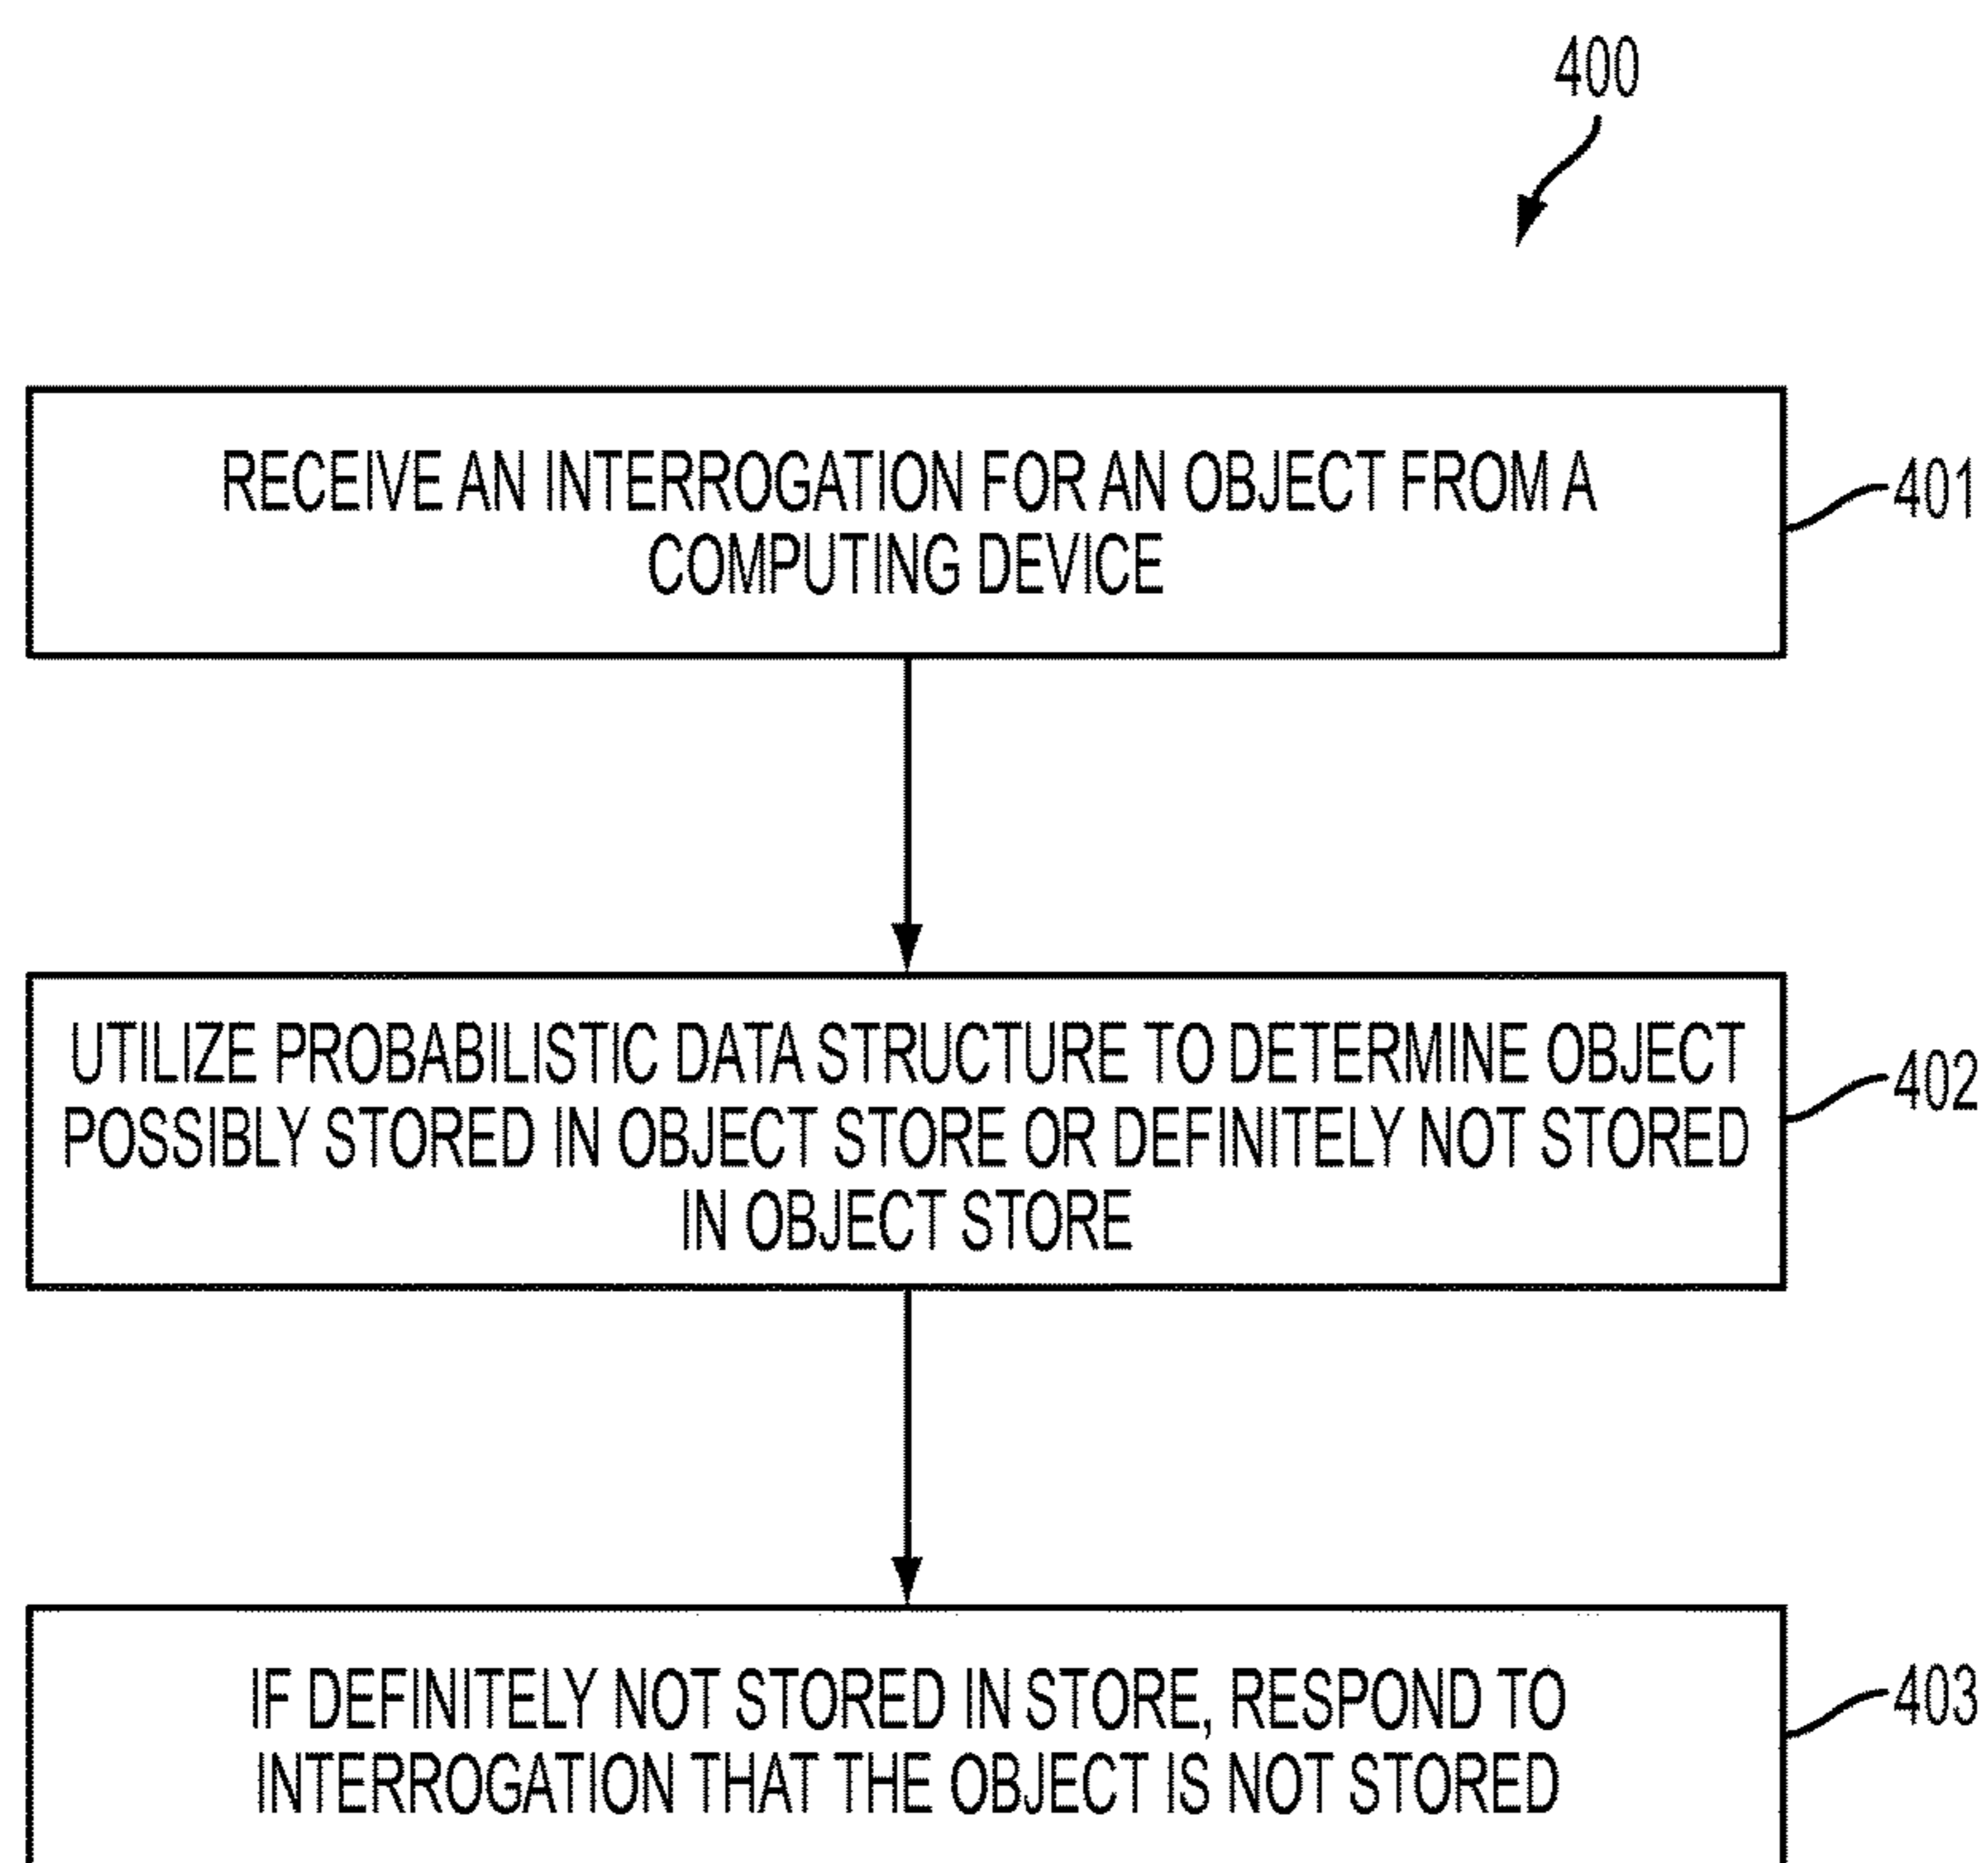 400
RECEIVE AN INTERROGATION FOR AN OBJECT FROM A
COMPUTING DEVICE
401
UTILIZE PROBABILISTIC DATA STRUCTURE TO DETERMINE OBJECT
POSSIBLY STORED IN OBJECT STORE OR DEFINITELY NOT STORED
IN OBJECT STORE
402
IF DEFINITELY NOT STORED IN STORE, RESPOND TO
INTERROGATION THAT THE OBJECT IS NOT STORED
403